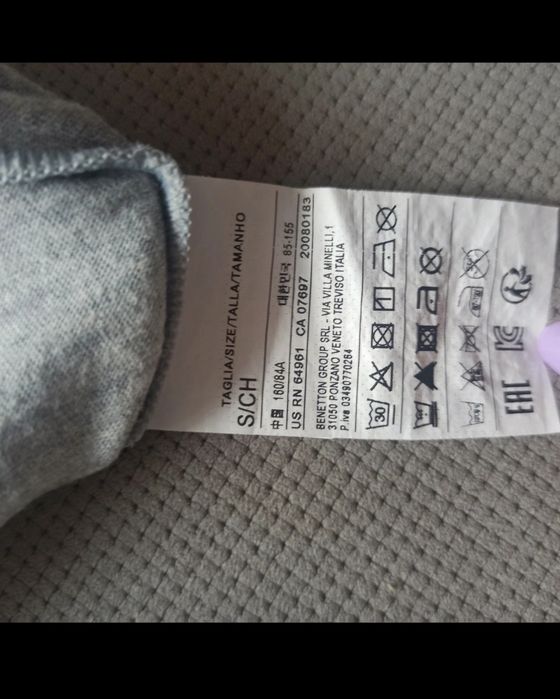 TAGLIA/SIZE/TALLA/TAMANHO
S/CH
中国 160/84A 대한민국 85-155
US RN 64961 CA 07697 20080183
BENETTON GROUP SRL - VIA VILLA MINELLI,1
31050 PONZANO VENETO TREVISO ITALIA
P.iva 03490770264
30
EAC